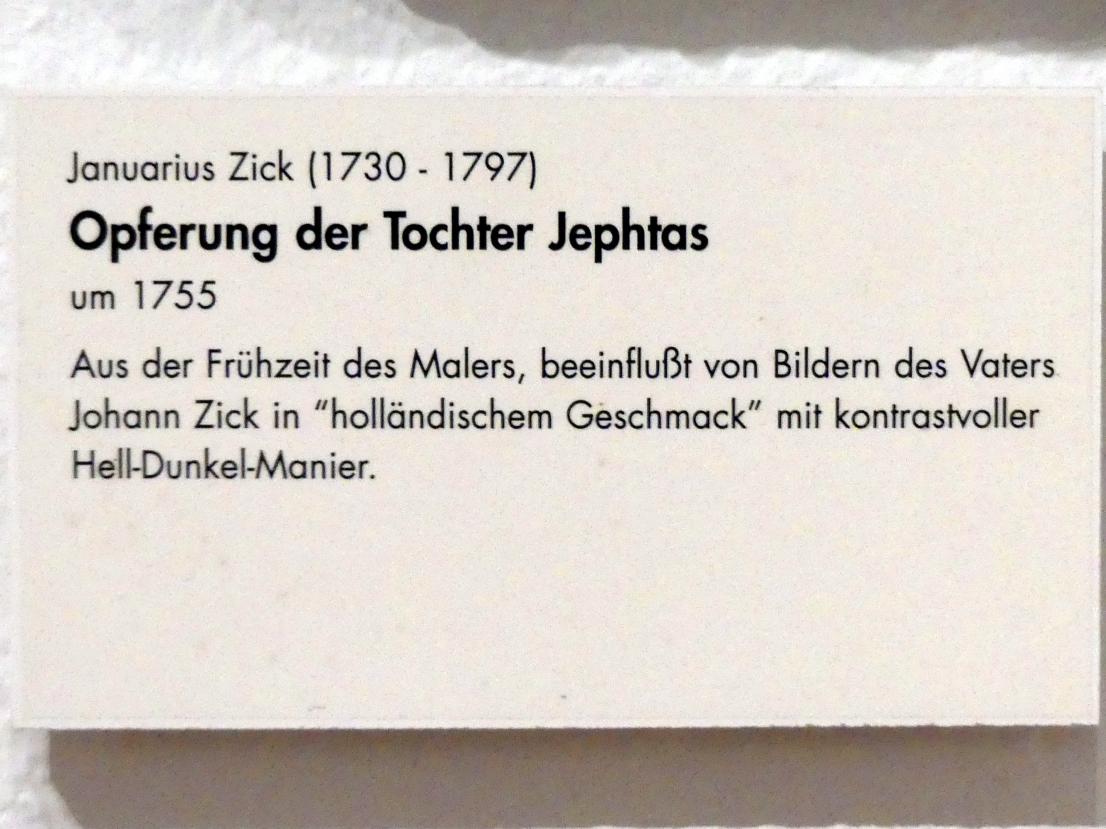 Januarius Zick (1730 - 1797)
Opferung der Tochter Jephtas
um 1755
Aus der Frühzeit des Malers, beeinflußt von Bildern des Vaters
Johann Zick in “holländischem Geschmack” mit kontrastvoller
Hell-Dunkel-Manier.